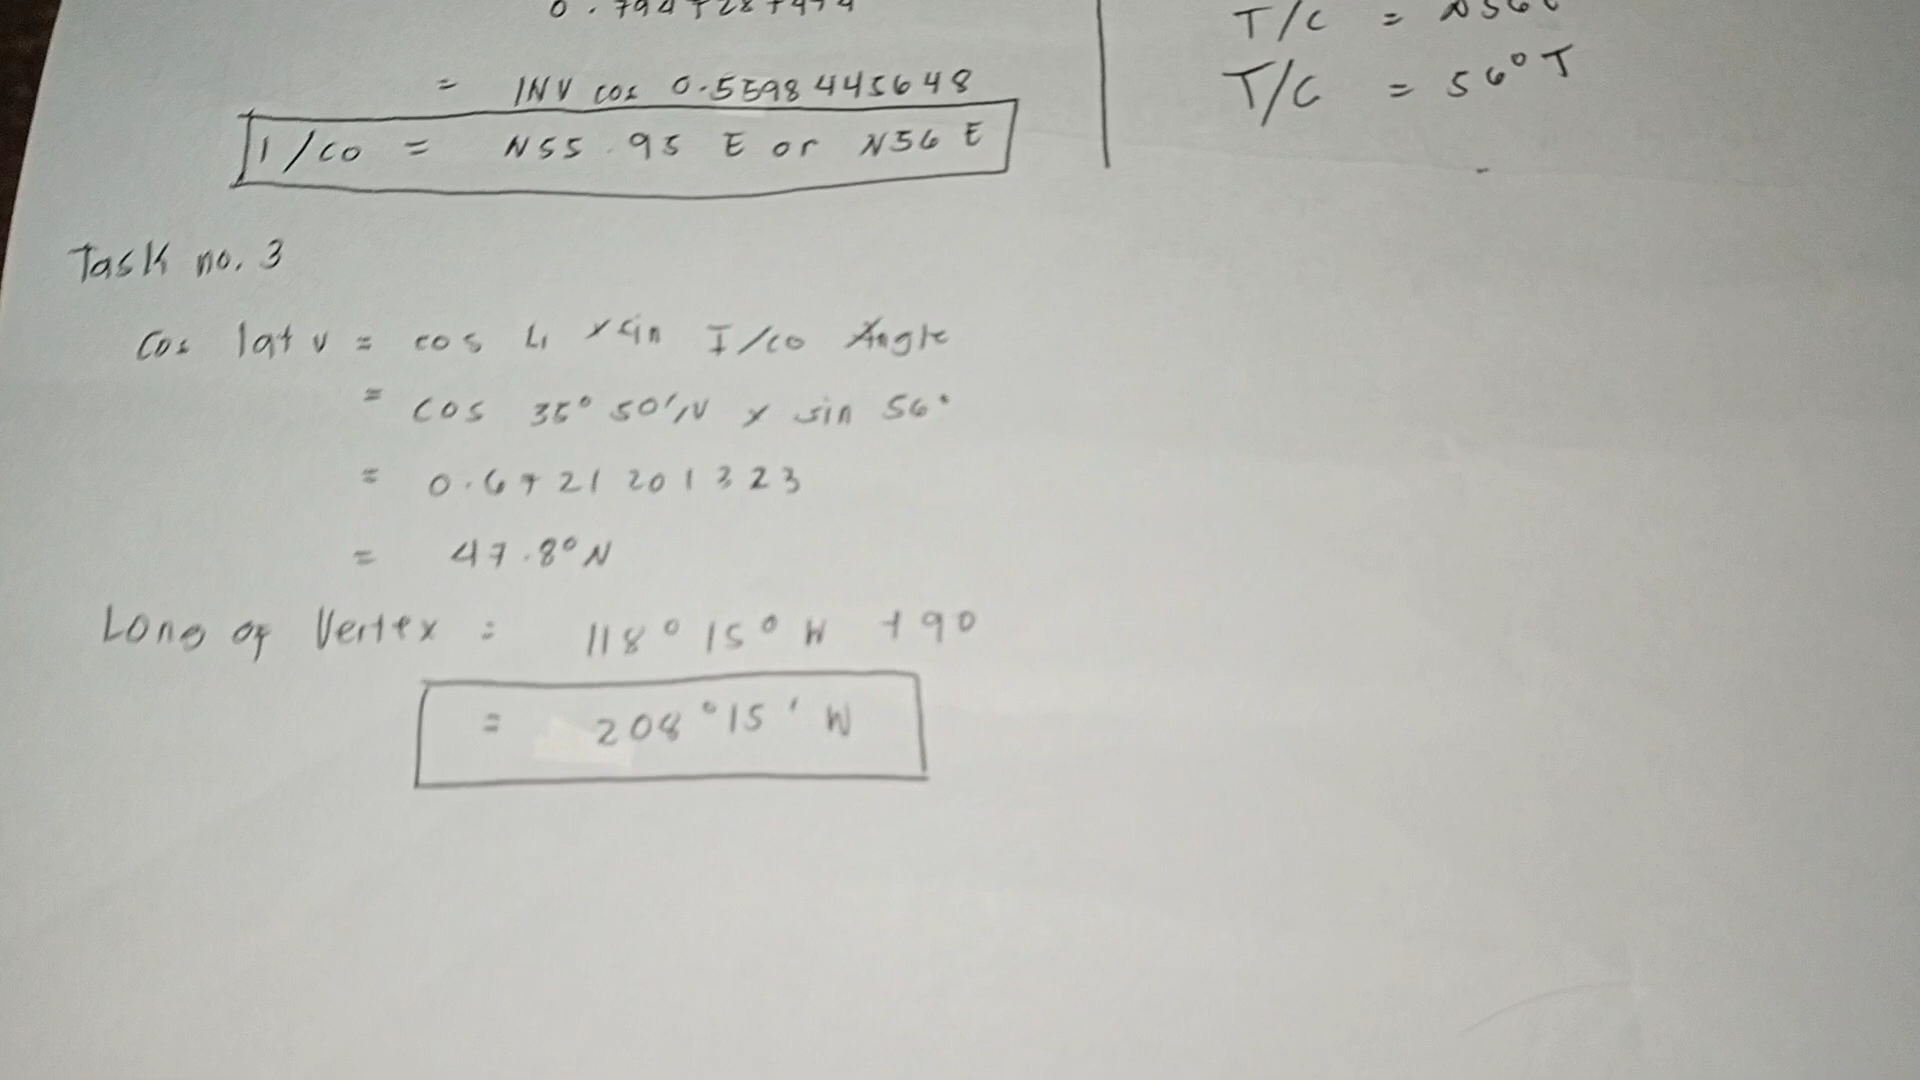 T/C =
= INV cos 0.5598445648
T/C = 56° T
I/co = N55.95 E or N56 E
Task no. 3
Cos lat v = cos L1 x sin I/co Angle
= cos 35° 50'N x sin 56°
= 0.6721201323
= 47.8° N
Long of Vertex = 118° 15° W + 90
= 208° 15' W